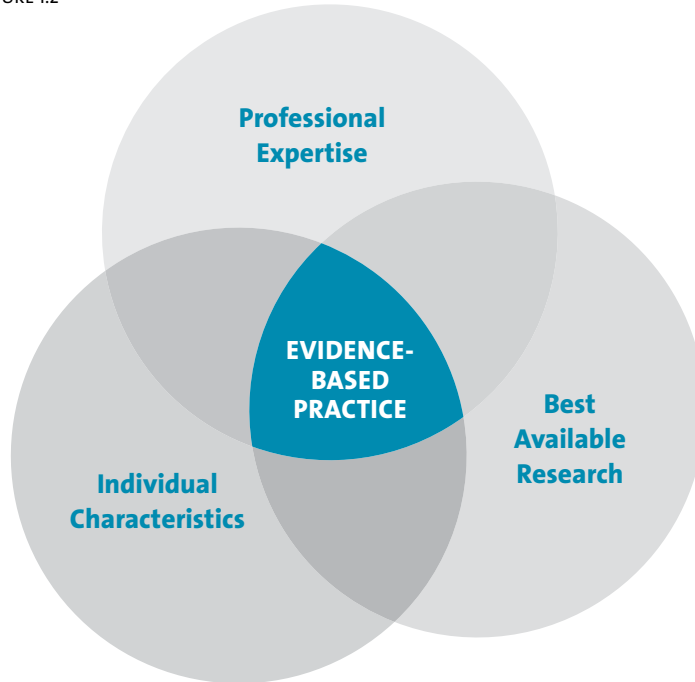 Professional
Expertise
EVIDENCE-
BASED
PRACTICE
Best
Available
Research
Individual
Characteristics